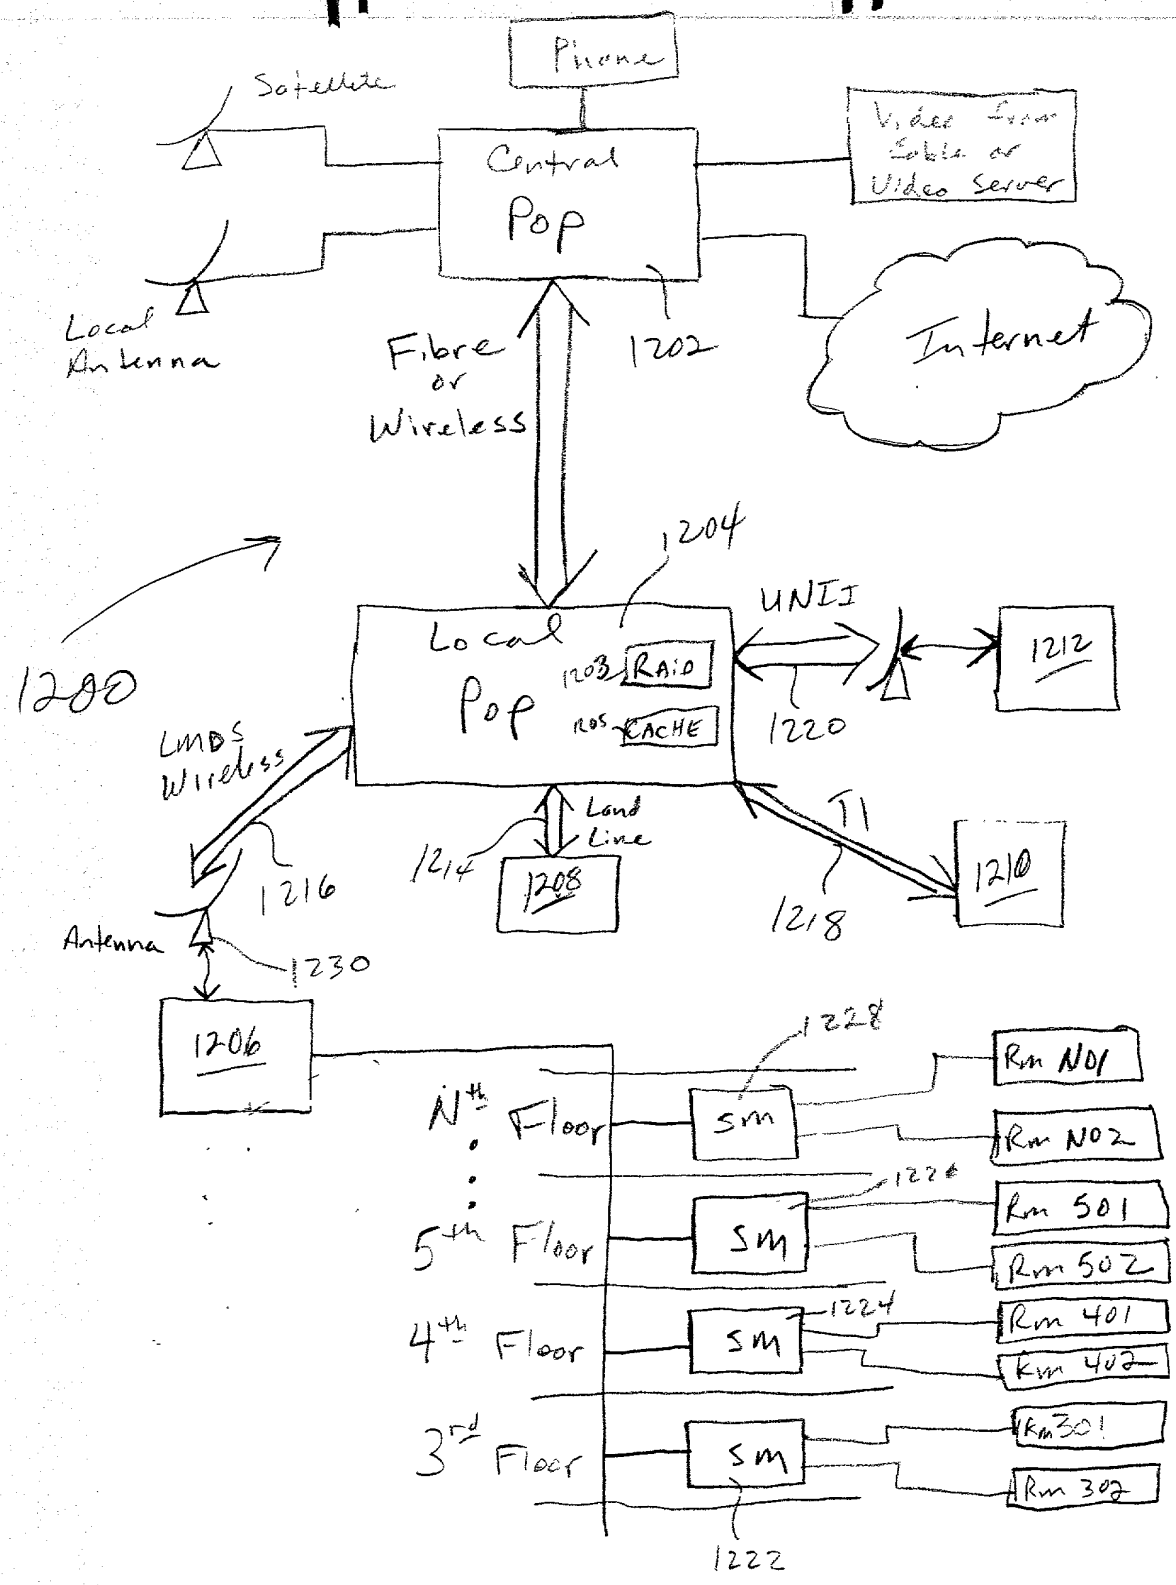 Phone
Satellite
Central
Pop
Video from
Cable or
Video Server
Local
Antenna
1202
Internet
Fibre
or
Wireless
1200
1204
Local
Pop
1203
RAiD
1205
CACHE
UNII
1220
1212
LMDS
Wireless
1216
Land
Line
1214
1208
T1
1218
1210
Antenna
1230
1206
1228
Nth
Floor
sm
Rm N01
Rm N02
1226
5th Floor
sm
Rm 501
Rm 502
1224
4th Floor
sm
Rm 401
Rm 402
3rd Floor
sm
Rm 301
Rm 302
1222